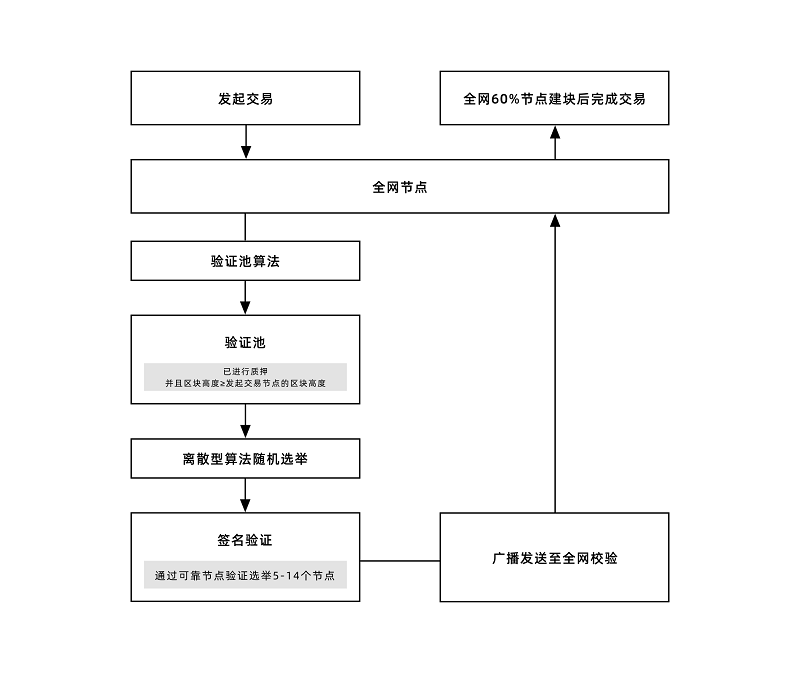 发起交易
全网60%节点建块后完成交易
全网节点
验证池算法
验证池
已进行质押
并且区块高度≥发起交易节点的区块高度
离散型算法随机选举
签名验证
通过可靠节点验证选举5-14个节点
广播发送至全网校验